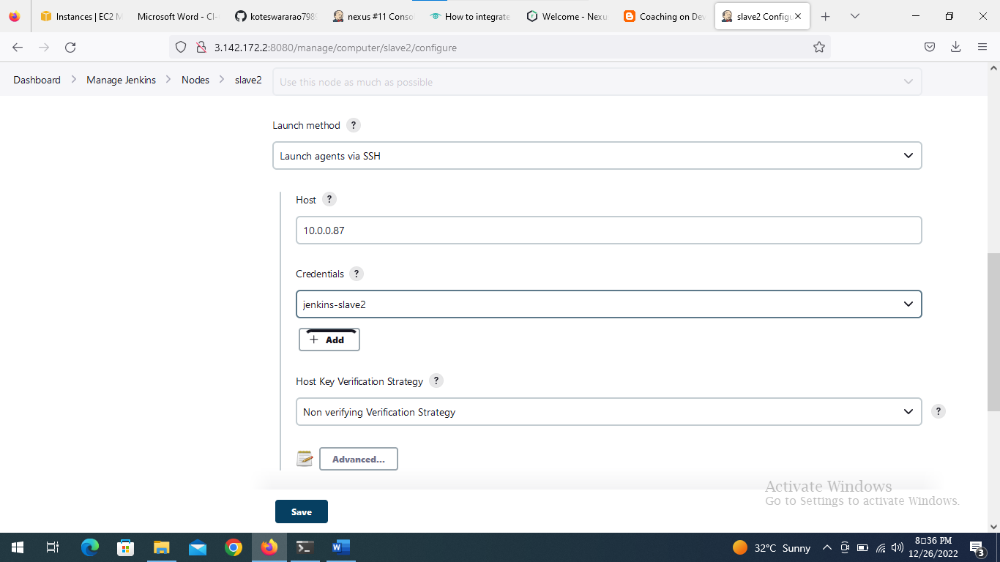 Instances | EC2 M
Microsoft Word - CI-
koteswararao798
nexus #11 Conso
How to integrate
Welcome - Nexu
Coaching on Dev
slave2 Configu
3.142.172.2:8080/manage/computer/slave2/configure
Dashboard > Manage Jenkins > Nodes > slave2
Use this node as much as possible
Launch method ?
Launch agents via SSH
Host ?
10.0.0.87
Credentials ?
jenkins-slave2
+ Add
Host Key Verification Strategy ?
Non verifying Verification Strategy
?
Advanced...
Activate Windows
Go to Settings to activate Windows.
Save
32°C Sunny
8□36 PM
12/26/2022
3